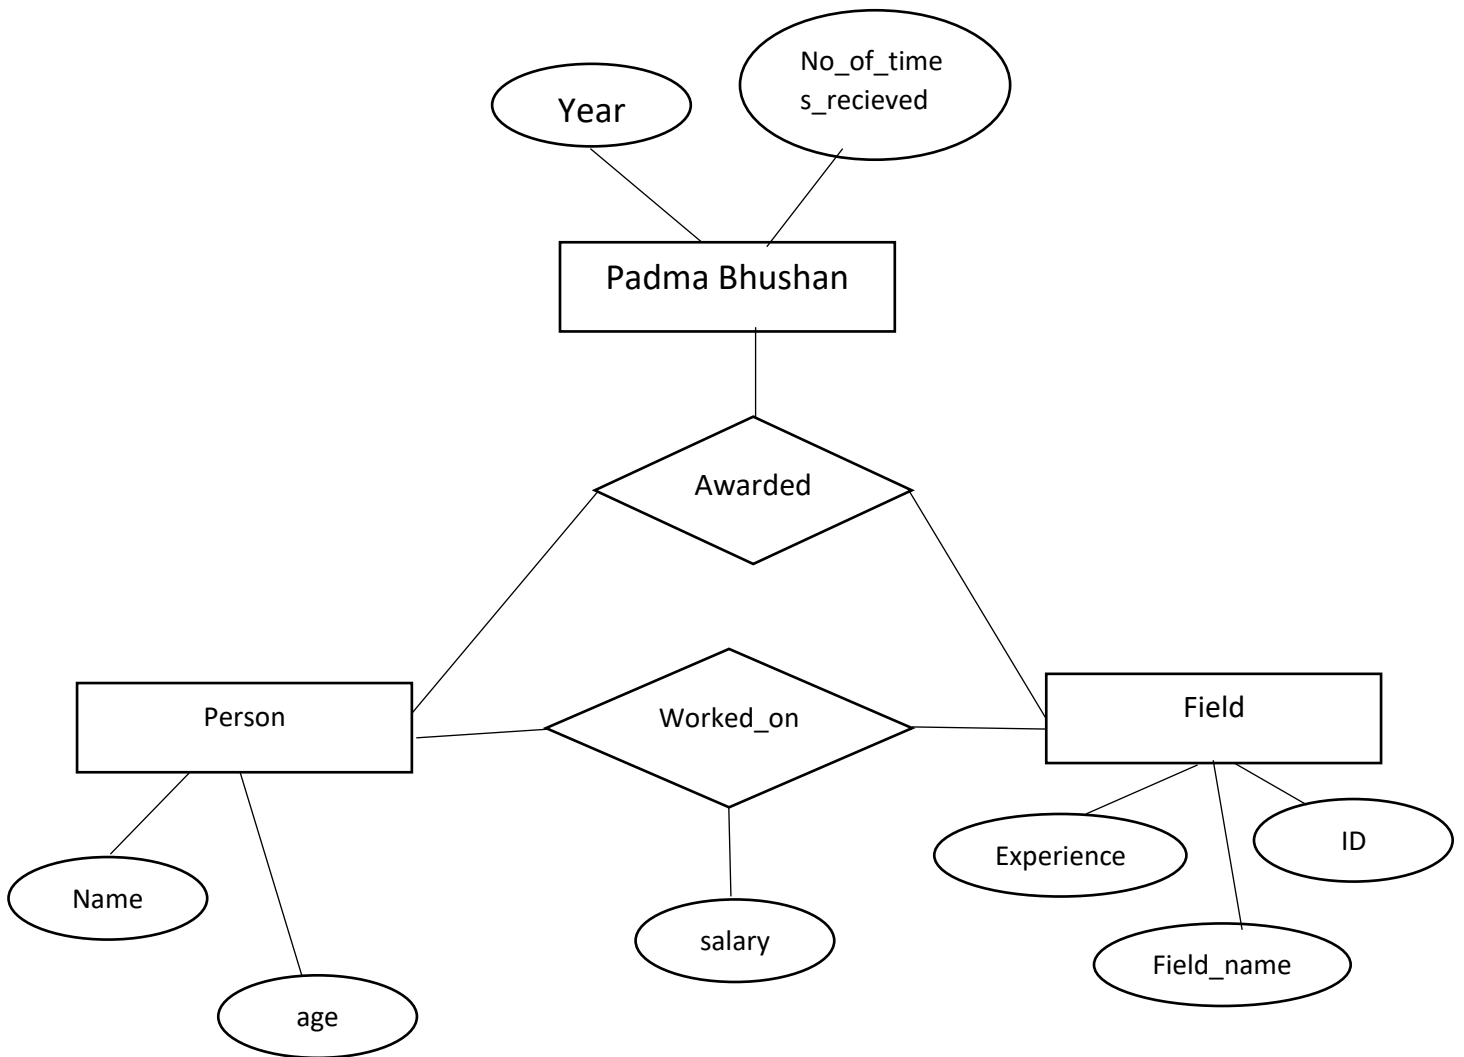 Year
No_of_time
s_recieved
Padma Bhushan
Awarded
Person
Worked_on
Field
Name
age
salary
Experience
Field_name
ID